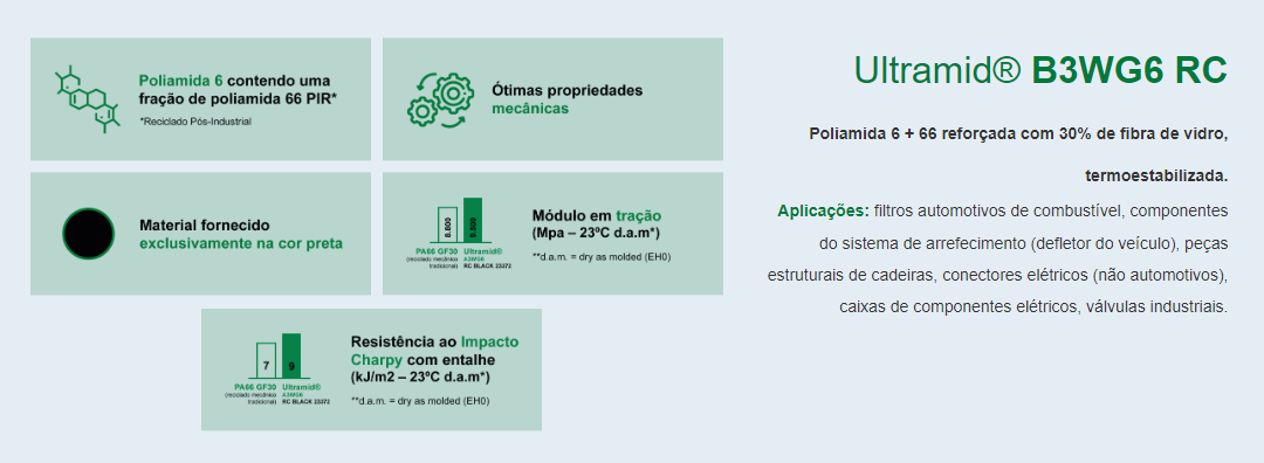 Poliamida 6 contendo uma
fração de poliamida 66 PIR*
*Reciclado Pós-Industrial
Ótimas propriedades
mecânicas
Material fornecido
exclusivamente na cor preta
8.800
9.500
PA66 GF30
(reciclado mecânico
tradicional)
Ultramid®
A3WG6
RC BLACK 23372
Módulo em tração
(Mpa – 23ºC d.a.m*)
**d.a.m. = dry as molded (EH0)
7
9
PA66 GF30
(reciclado mecânico
tradicional)
Ultramid®
A3WG6
RC BLACK 23372
Resistência ao Impacto
Charpy com entalhe
(kJ/m2 – 23ºC d.a.m*)
**d.a.m. = dry as molded (EH0)
Ultramid® B3WG6 RC
Poliamida 6 + 66 reforçada com 30% de fibra de vidro,
termoestabilizada.
Aplicações: filtros automotivos de combustível, componentes
do sistema de arrefecimento (defletor do veículo), peças
estruturais de cadeiras, conectores elétricos (não automotivos),
caixas de componentes elétricos, válvulas industriais.